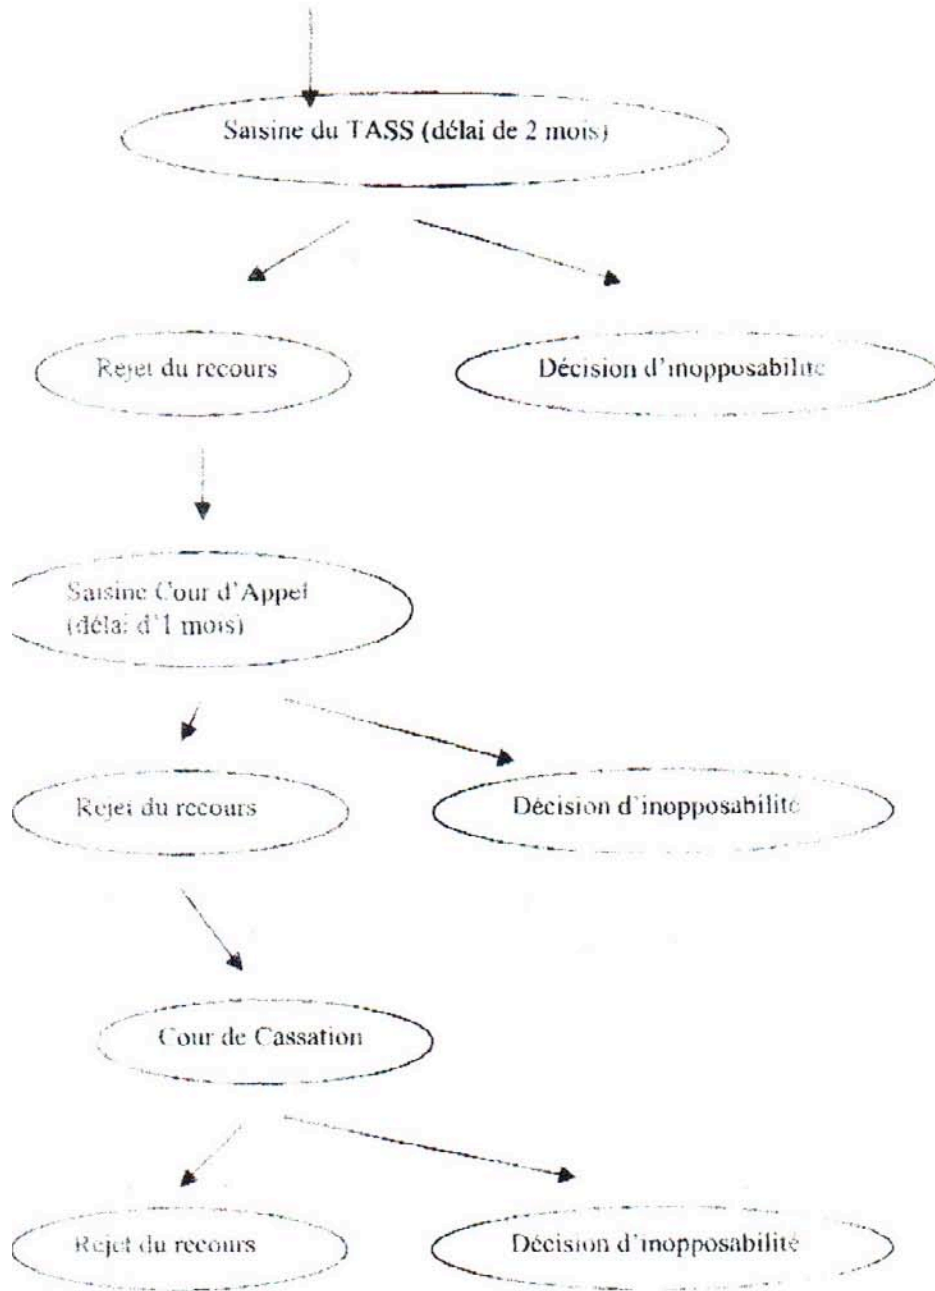 Saisine du TASS (délai de 2 mois)
Rejet du recours
Décision d'inopposabilité
Saisine Cour d'Appel
(délai d'1 mois)
Rejet du recours
Décision d'inopposabilité
Cour de Cassation
Rejet du recours
Décision d'inopposabilité